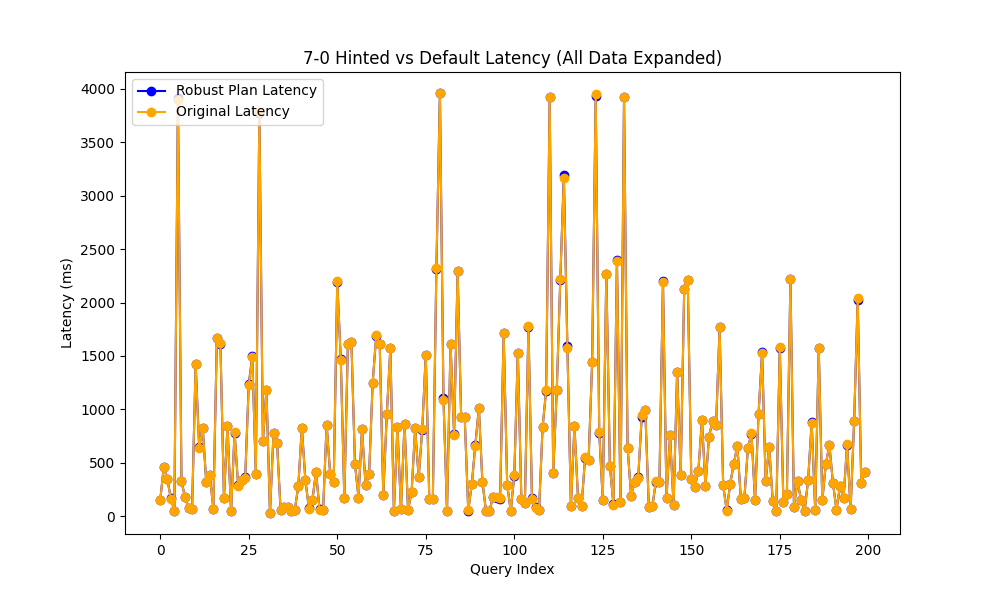 7-0 Hinted vs Default Latency (All Data Expanded)
Robust Plan Latency
Original Latency
Latency (ms)
4000
3500
3000
2500
2000
1500
1000
500
0
0 25 50 75 100 125 150 175 200
Query Index